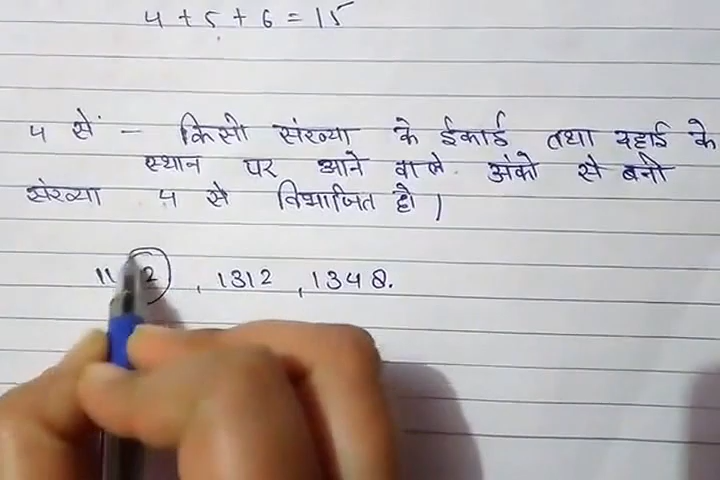 4 + 5 + 6 = 15
4 से - किसी संख्या के ईकाई तथा दहाई के
स्थान पर आने वाले अंको से बनी
संख्या 4 से विभाजित हो।
, 1312 , 1348.